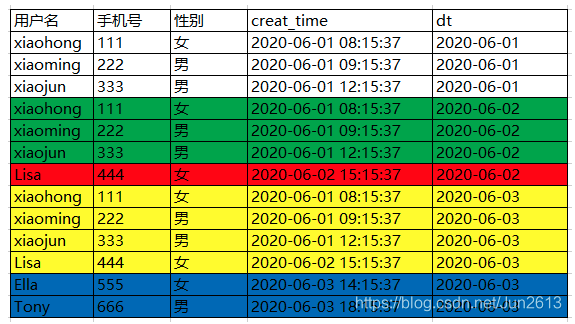 用户名 手机号 性别 creat_time dt
xiaohong 111 女 2020-06-01 08:15:37 2020-06-01
xiaoming 222 男 2020-06-01 09:15:37 2020-06-01
xiaojun 333 男 2020-06-01 12:15:37 2020-06-01
xiaohong 111 女 2020-06-01 08:15:37 2020-06-02
xiaoming 222 男 2020-06-01 09:15:37 2020-06-02
xiaojun 333 男 2020-06-01 12:15:37 2020-06-02
Lisa 444 女 2020-06-02 15:15:37 2020-06-02
xiaohong 111 女 2020-06-01 08:15:37 2020-06-03
xiaoming 222 男 2020-06-01 09:15:37 2020-06-03
xiaojun 333 男 2020-06-01 12:15:37 2020-06-03
Lisa 444 女 2020-06-02 15:15:37 2020-06-03
Ella 555 女 2020-06-03 14:15:37 2020-06-03
Tony 666 男 2020-06-03 18:15:37 2020-06-03
https://blog.csdn.net/Jun2613